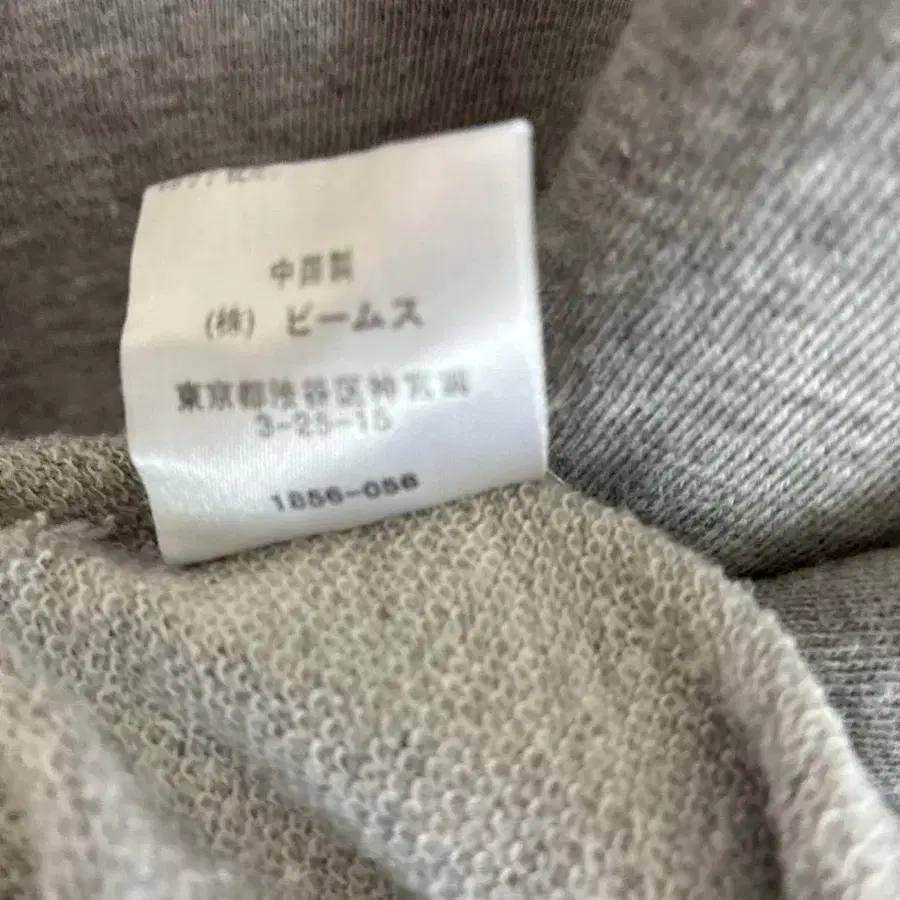 中国製
(株) ビームス
東京都渋谷区神宮前
3-25-15
1856-058